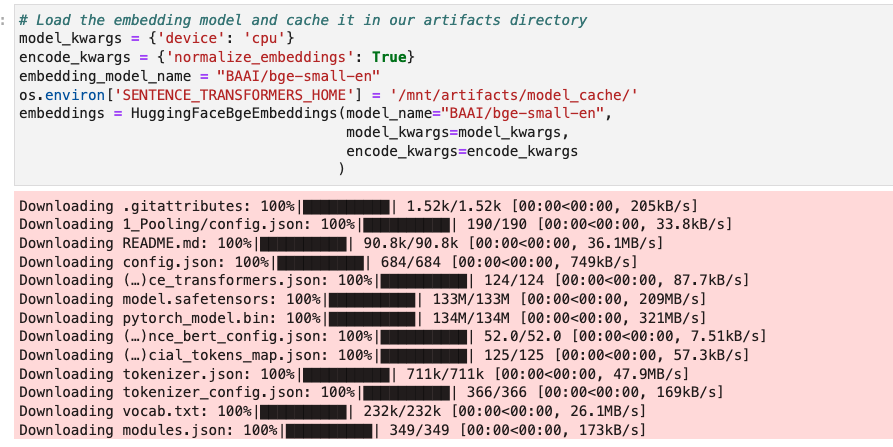 :
# Load the embedding model and cache it in our artifacts directory
model_kwargs = {'device': 'cpu'}
encode_kwargs = {'normalize_embeddings': True}
embedding_model_name = "BAAI/bge-small-en"
os.environ['SENTENCE_TRANSFORMERS_HOME'] = '/mnt/artifacts/model_cache/'
embeddings = HuggingFaceBgeEmbeddings(model_name="BAAI/bge-small-en",
                                      model_kwargs=model_kwargs,
                                      encode_kwargs=encode_kwargs
                                     )
Downloading .gitattributes: 100%|██████████| 1.52k/1.52k [00:00<00:00, 205kB/s]
Downloading 1_Pooling/config.json: 100%|██████████| 190/190 [00:00<00:00, 33.8kB/s]
Downloading README.md: 100%|██████████| 90.8k/90.8k [00:00<00:00, 36.1MB/s]
Downloading config.json: 100%|██████████| 684/684 [00:00<00:00, 749kB/s]
Downloading (…)ce_transformers.json: 100%|██████████| 124/124 [00:00<00:00, 87.7kB/s]
Downloading model.safetensors: 100%|██████████| 133M/133M [00:00<00:00, 209MB/s]
Downloading pytorch_model.bin: 100%|██████████| 134M/134M [00:00<00:00, 321MB/s]
Downloading (…)nce_bert_config.json: 100%|██████████| 52.0/52.0 [00:00<00:00, 7.51kB/s]
Downloading (…)cial_tokens_map.json: 100%|██████████| 125/125 [00:00<00:00, 57.3kB/s]
Downloading tokenizer.json: 100%|██████████| 711k/711k [00:00<00:00, 47.9MB/s]
Downloading tokenizer_config.json: 100%|██████████| 366/366 [00:00<00:00, 169kB/s]
Downloading vocab.txt: 100%|██████████| 232k/232k [00:00<00:00, 26.1MB/s]
Downloading modules.json: 100%|██████████| 349/349 [00:00<00:00, 173kB/s]